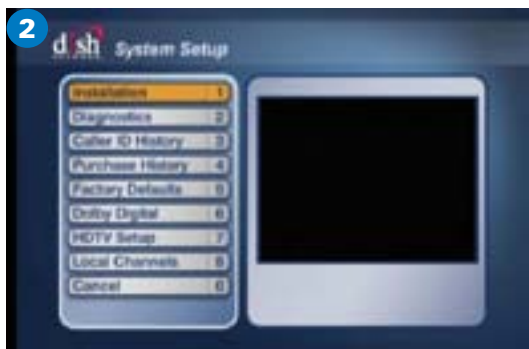 2
dish System Setup
Installation 1
Diagnostics 2
Caller ID History 3
Purchase History 4
Factory Defaults 5
Dolby Digital 6
HDTV Setup 7
Local Channels 8
Cancel 0